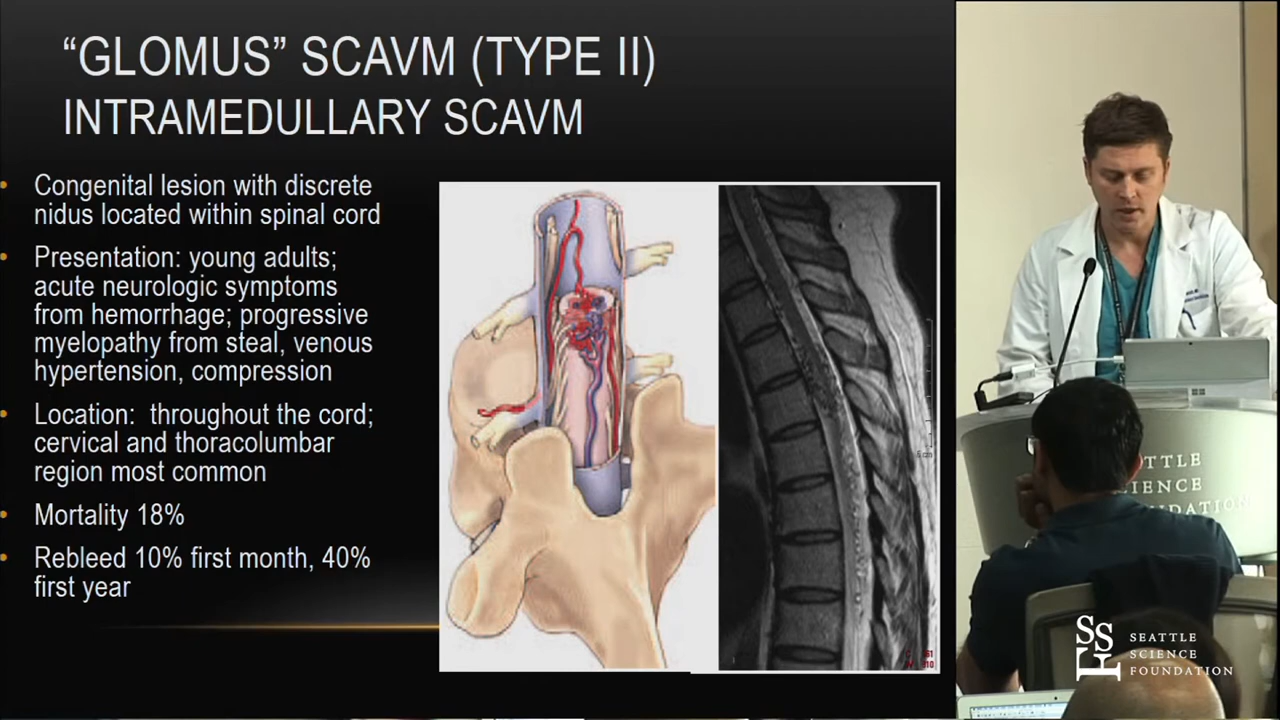 “GLOMUS” SCAVM (TYPE II)
INTRAMEDULLARY SCAVM
• Congenital lesion with discrete
nidus located within spinal cord
• Presentation: young adults;
acute neurologic symptoms
from hemorrhage; progressive
myelopathy from steal, venous
hypertension, compression
• Location: throughout the cord;
cervical and thoracolumbar
region most common
• Mortality 18%
• Rebleed 10% first month, 40%
first year
SEATTLE
SCIENCE
FOUNDATION